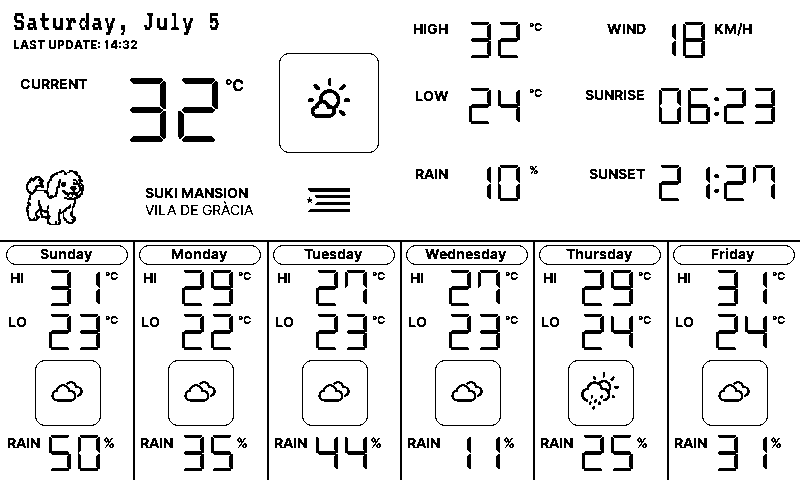 Saturday, July 5
LAST UPDATE: 14:32
CURRENT 32 °C
SUKI MANSION
VILA DE GRÀCIA
HIGH 32 °C
LOW 24 °C
RAIN 10 %
WIND 18 KM/H
SUNRISE 06:23
SUNSET 21:27
Sunday
HI 31 °C
LO 23 °C
RAIN 50 %
Monday
HI 29 °C
LO 22 °C
RAIN 35 %
Tuesday
HI 27 °C
LO 23 °C
RAIN 44 %
Wednesday
HI 27 °C
LO 23 °C
RAIN 11 %
Thursday
HI 29 °C
LO 24 °C
RAIN 25 %
Friday
HI 31 °C
LO 24 °C
RAIN 31 %